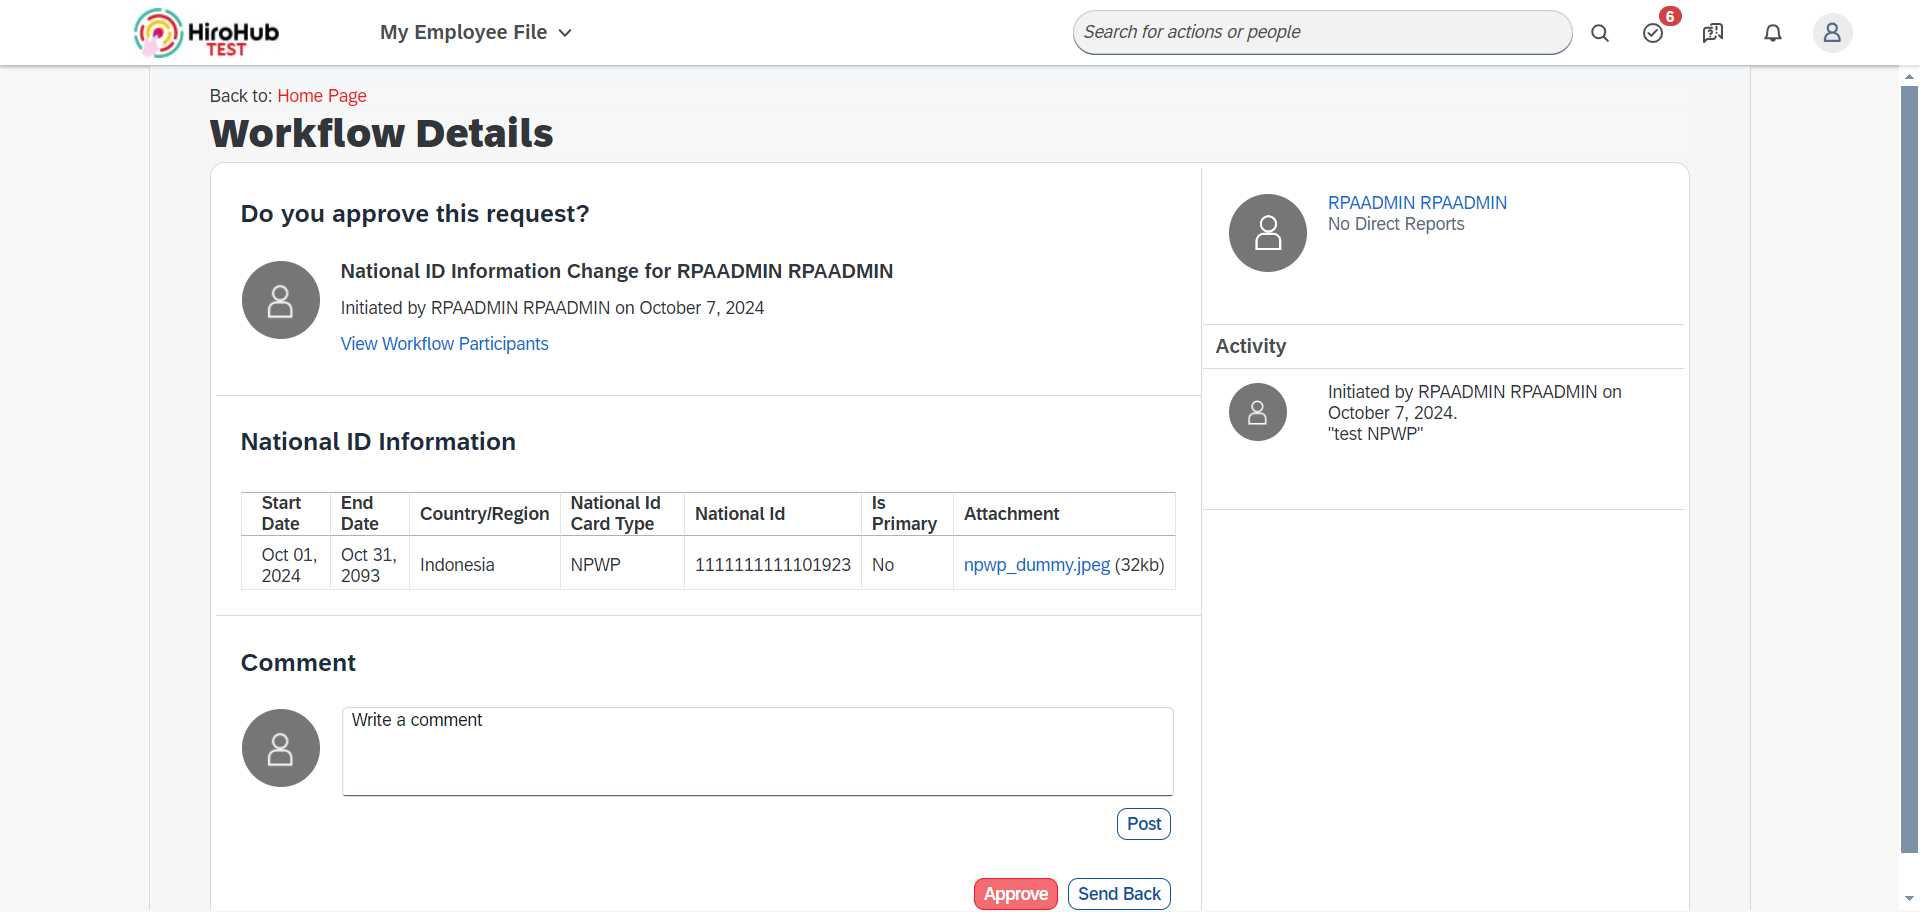 HiroHub
TEST
My Employee File
Search for actions or people
6
Back to: Home Page
Workflow Details
Do you approve this request?
National ID Information Change for RPAADMIN RPAADMIN
Initiated by RPAADMIN RPAADMIN on October 7, 2024
View Workflow Participants
RPAADMIN RPAADMIN
No Direct Reports
Activity
Initiated by RPAADMIN RPAADMIN on
October 7, 2024.
"test NPWP"
National ID Information
Start Date End Date Country/Region National Id Card Type National Id Is Primary Attachment
Oct 01, 2024 Oct 31, 2093 Indonesia NPWP 1111111111101923 No npwp_dummy.jpeg (32kb)
Comment
Write a comment
Post
Approve Send Back